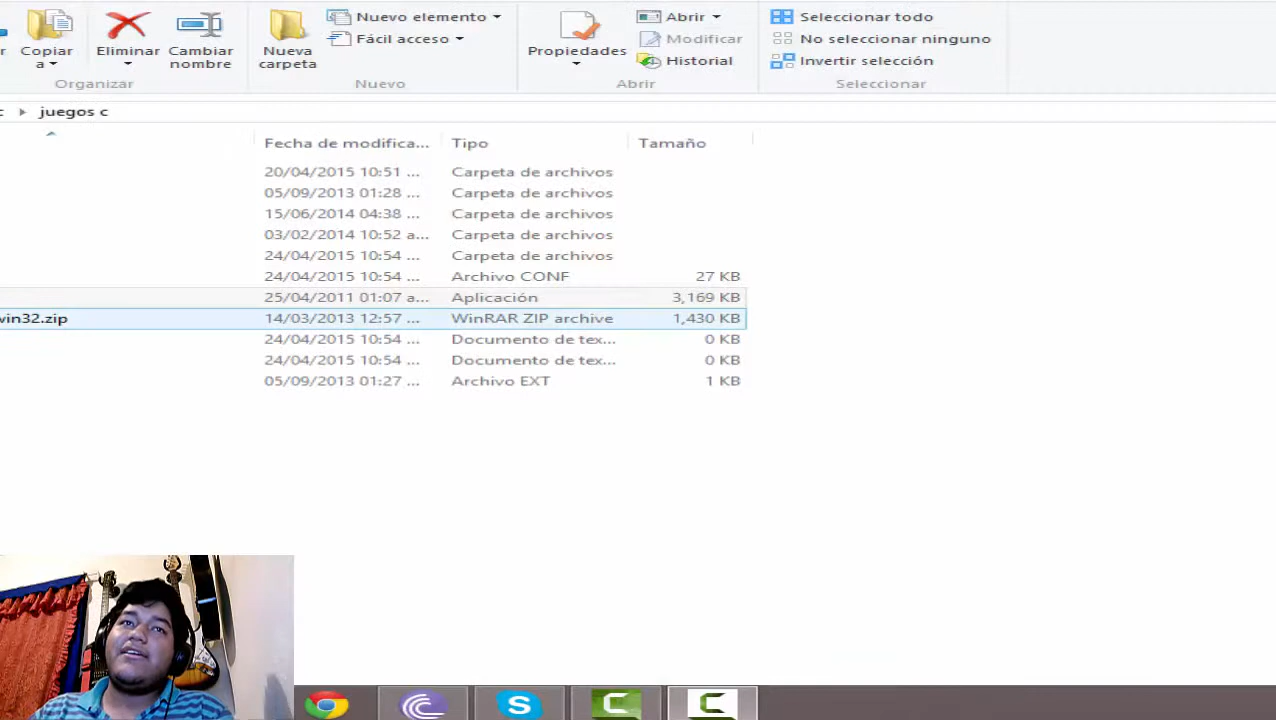 Copiar a
Eliminar
Cambiar nombre
Organizar
Nueva carpeta
Nuevo elemento
Fácil acceso
Nuevo
Propiedades
Abrir
Modificar
Historial
Abrir
Seleccionar todo
No seleccionar ninguno
Invertir selección
Seleccionar
juegos c
Fecha de modifica... Tipo Tamaño
20/04/2015 10:51 ... Carpeta de archivos
05/09/2013 01:28 ... Carpeta de archivos
15/06/2014 04:38 ... Carpeta de archivos
03/02/2014 10:52 a... Carpeta de archivos
24/04/2015 10:54 ... Carpeta de archivos
24/04/2015 10:54 ... Archivo CONF 27 KB
25/04/2011 01:07 a... Aplicación 3,169 KB
win32.zip 14/03/2013 12:57 ... WinRAR ZIP archive 1,430 KB
24/04/2015 10:54 ... Documento de tex... 0 KB
24/04/2015 10:54 ... Documento de tex... 0 KB
05/09/2013 01:27 ... Archivo EXT 1 KB